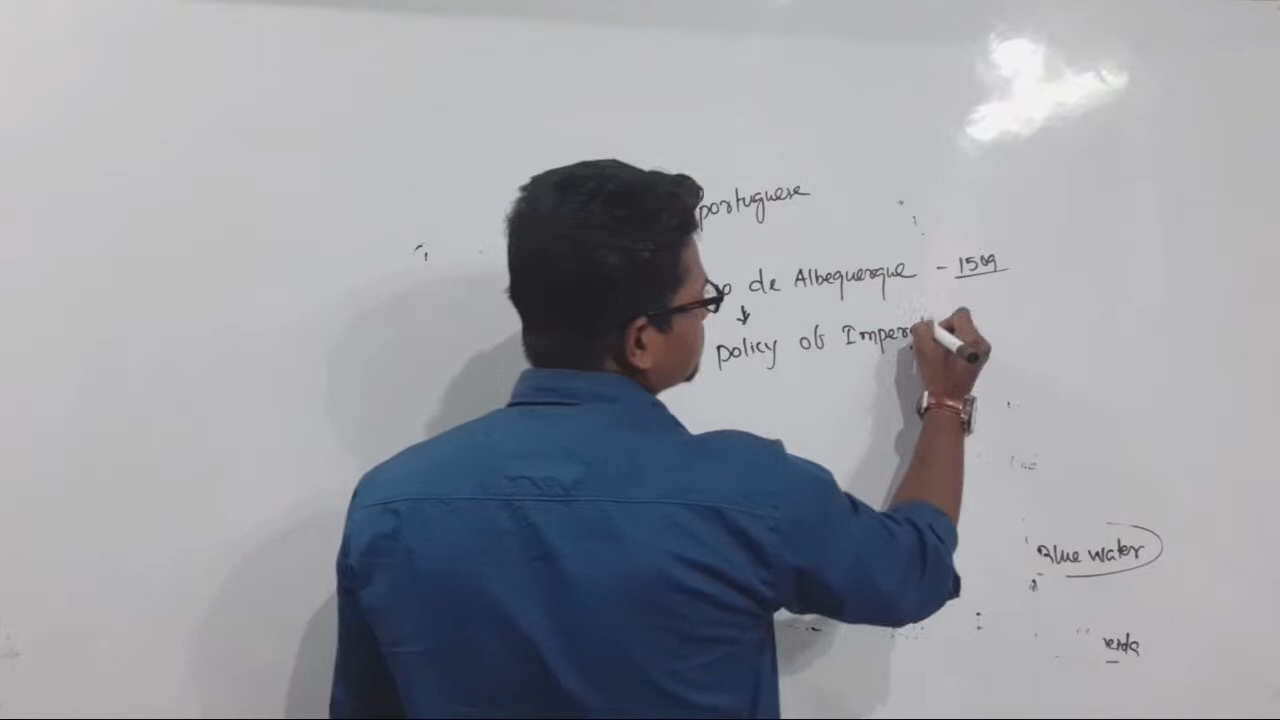 portuguese
o de Albequerque - 1509
policy of Imper
Blue water